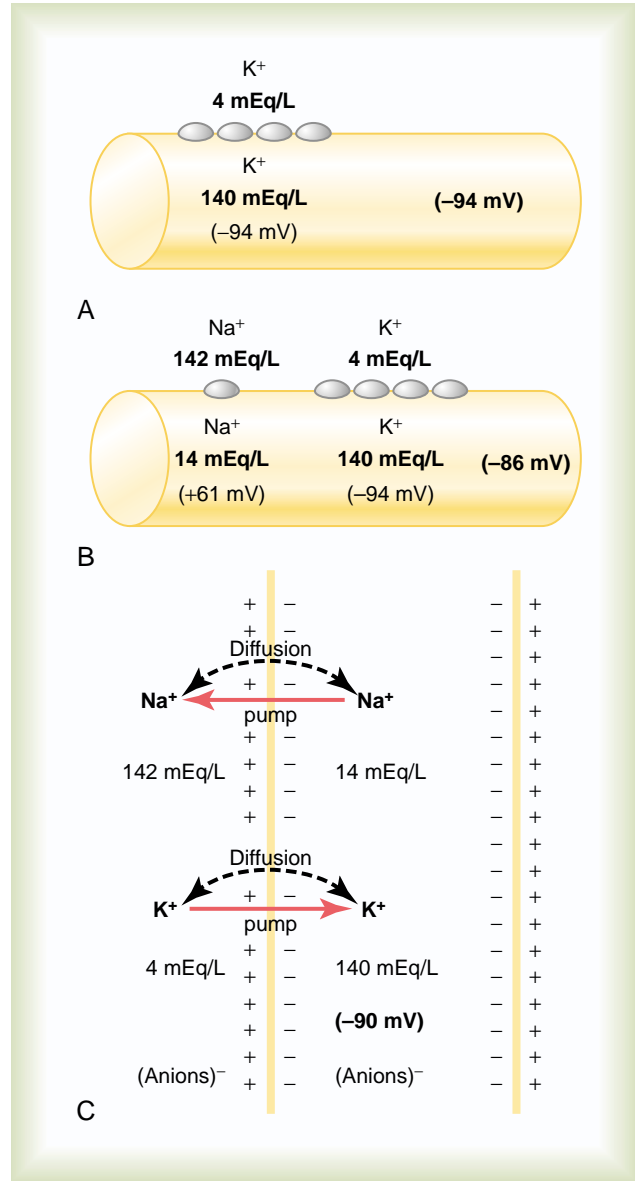 K⁺
4 mEq/L
K⁺
140 mEq/L (–94 mV)
(–94 mV)
A
Na⁺ K⁺
142 mEq/L 4 mEq/L
Na⁺ K⁺
14 mEq/L 140 mEq/L (–86 mV)
(+61 mV) (–94 mV)
B
+ – – +
+ – – +
Diffusion – +
+ – – +
Na⁺ Na⁺ – +
pump – +
+ – – +
142 mEq/L + – 14 mEq/L – +
+ – – +
+ – – +
– +
Diffusion – +
+ – – +
K⁺ K⁺ – +
pump – +
+ – – +
4 mEq/L + – 140 mEq/L – +
+ – – +
+ – (–90 mV) – +
+ – – +
(Anions)⁻ + – (Anions)⁻ – +
C